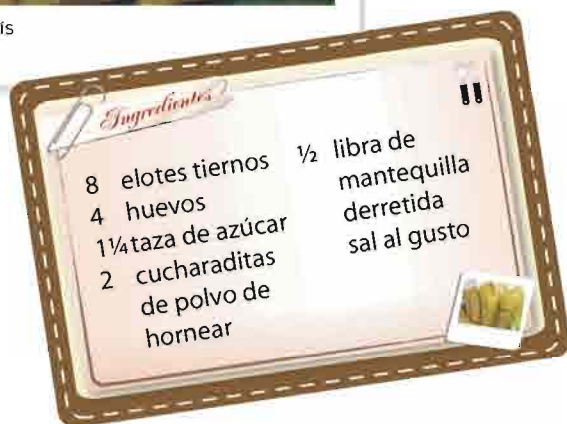 ís
Ingredientes
8 elotes tiernos
4 huevos
1¼ taza de azúcar
2 cucharaditas
de polvo de
hornear
½ libra de
mantequilla
derretida
sal al gusto